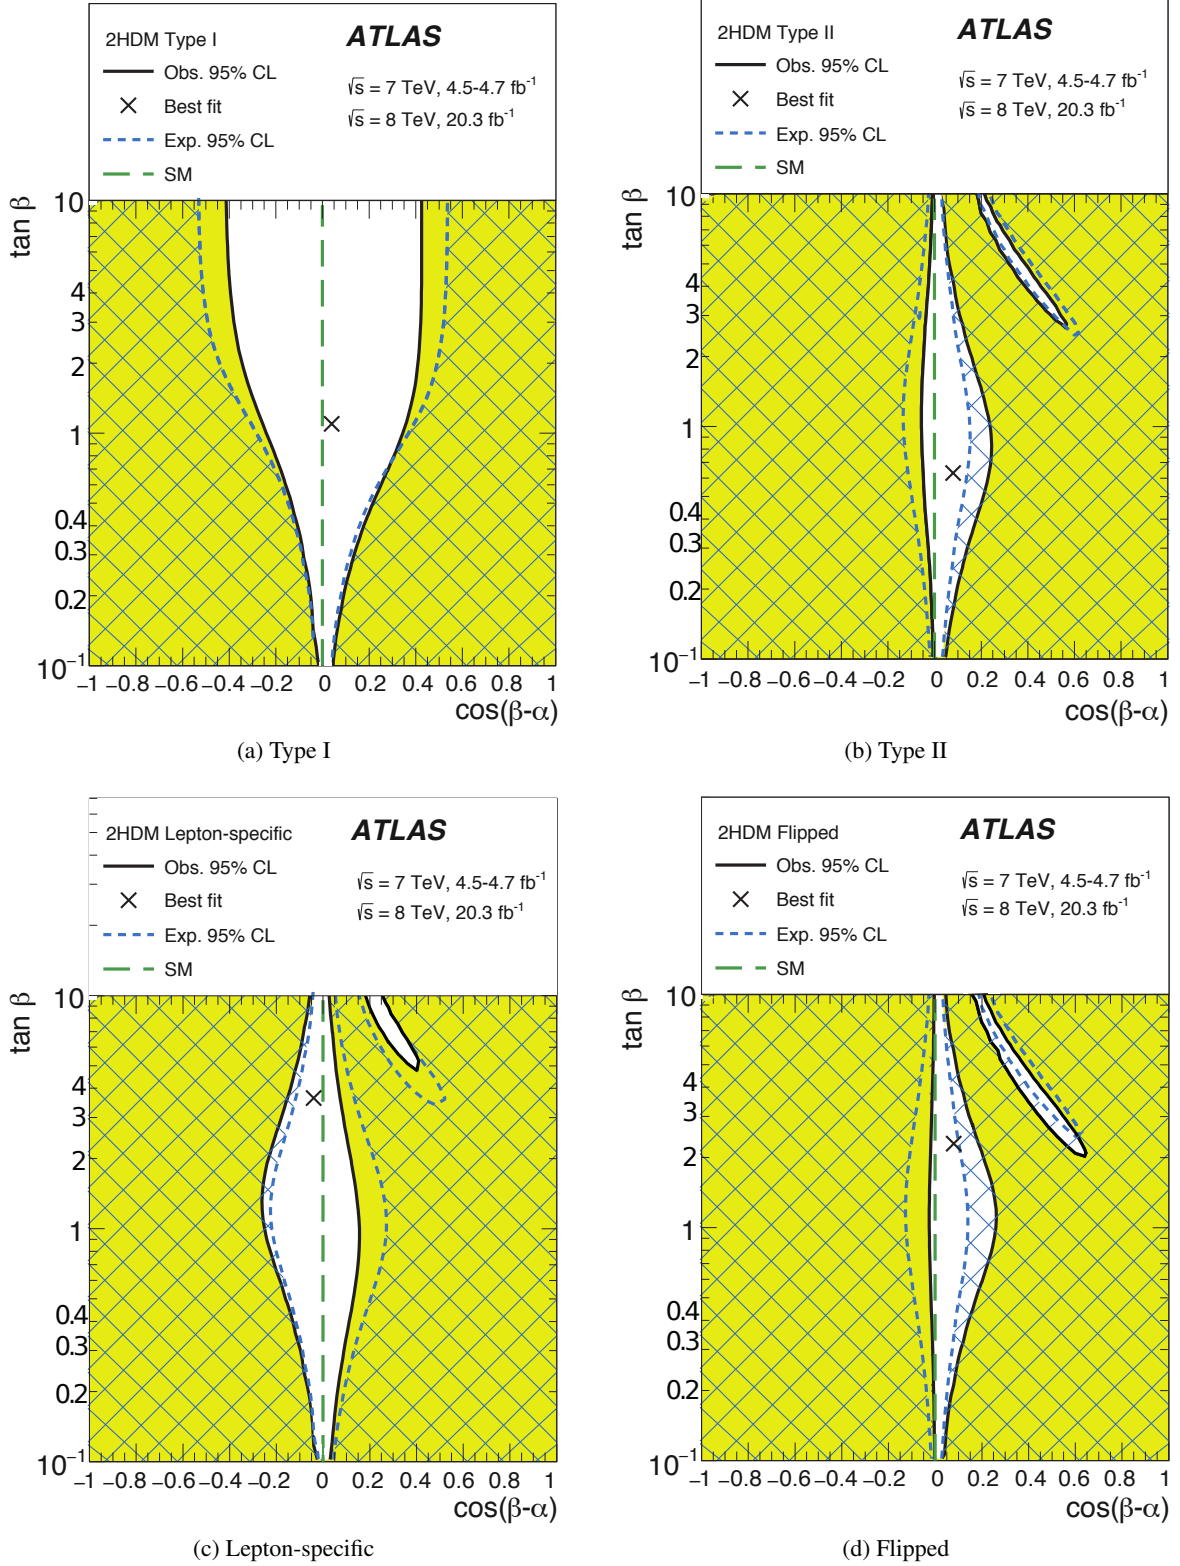 2HDM Type I
ATLAS
Obs. 95% CL
Best fit
Exp. 95% CL
SM
√s = 7 TeV, 4.5-4.7 fb⁻¹
√s = 8 TeV, 20.3 fb⁻¹
tan β
10
4
3
2
1
0.4
0.3
0.2
10⁻¹
−1 −0.8 −0.6 −0.4 −0.2 0 0.2 0.4 0.6 0.8 1
cos(β-α)
(a) Type I
2HDM Type II
ATLAS
Obs. 95% CL
Best fit
Exp. 95% CL
SM
√s = 7 TeV, 4.5-4.7 fb⁻¹
√s = 8 TeV, 20.3 fb⁻¹
tan β
10
4
3
2
1
0.4
0.3
0.2
10⁻¹
−1 −0.8 −0.6 −0.4 −0.2 0 0.2 0.4 0.6 0.8 1
cos(β-α)
(b) Type II
2HDM Lepton-specific
ATLAS
Obs. 95% CL
Best fit
Exp. 95% CL
SM
√s = 7 TeV, 4.5-4.7 fb⁻¹
√s = 8 TeV, 20.3 fb⁻¹
tan β
10
4
3
2
1
0.4
0.3
0.2
10⁻¹
−1 −0.8 −0.6 −0.4 −0.2 0 0.2 0.4 0.6 0.8 1
cos(β-α)
(c) Lepton-specific
2HDM Flipped
ATLAS
Obs. 95% CL
Best fit
Exp. 95% CL
SM
√s = 7 TeV, 4.5-4.7 fb⁻¹
√s = 8 TeV, 20.3 fb⁻¹
tan β
10
4
3
2
1
0.4
0.3
0.2
10⁻¹
−1 −0.8 −0.6 −0.4 −0.2 0 0.2 0.4 0.6 0.8 1
cos(β-α)
(d) Flipped